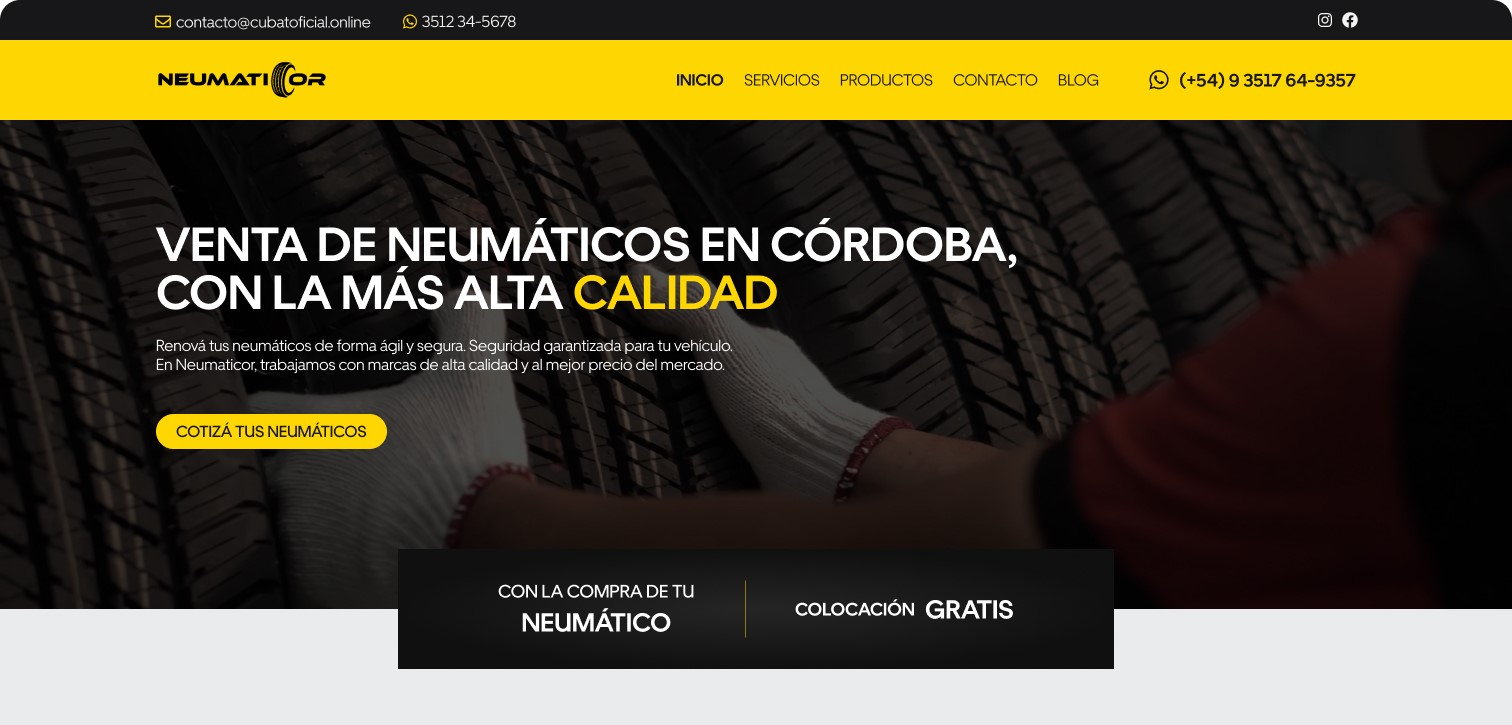 contacto@cubatoficial.online
3512 34-5678
NEUMATICOR
INICIO SERVICIOS PRODUCTOS CONTACTO BLOG
(+54) 9 3517 64-9357
VENTA DE NEUMÁTICOS EN CÓRDOBA,
CON LA MÁS ALTA CALIDAD
Renová tus neumáticos de forma ágil y segura. Seguridad garantizada para tu vehículo.
En Neumaticor, trabajamos con marcas de alta calidad y al mejor precio del mercado.
COTIZÁ TUS NEUMÁTICOS
CON LA COMPRA DE TU
NEUMÁTICO
COLOCACIÓN GRATIS